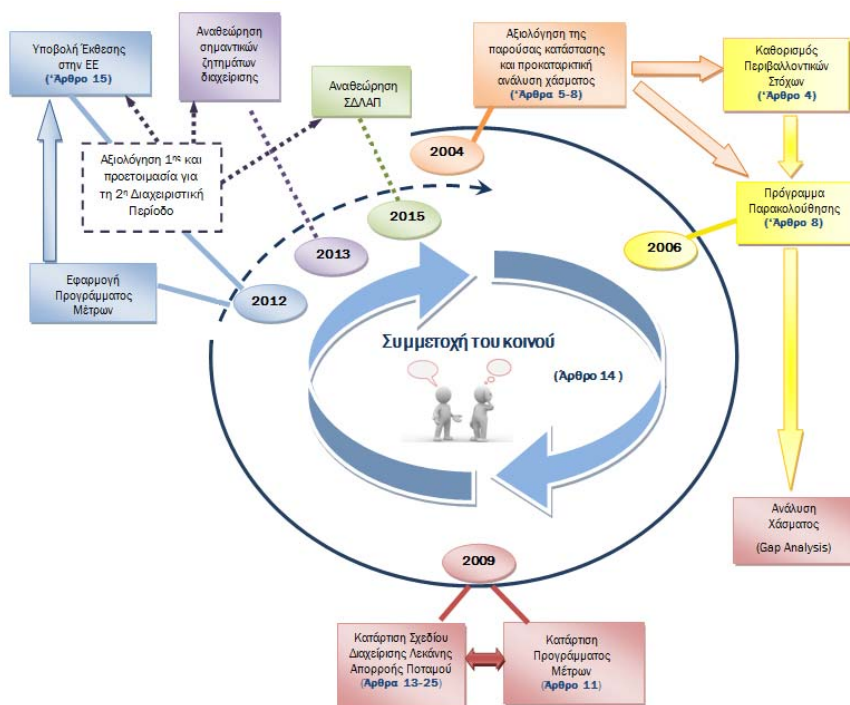 Υποβολή Έκθεσης
στην ΕΕ
(‘Άρθρο 15)
Αναθεώρηση
σημαντικών
ζητημάτων
διαχείρισης
Αναθεώρηση
ΣΔΛΑΠ
Αξιολόγηση της
παρούσας κατάστασης
και προκαταρκτική
ανάλυση χάσματος
(‘Άρθρα 5-8)
Καθορισμός
Περιβαλλοντικών
Στόχων
(‘Άρθρο 4)
Αξιολόγηση 1ης και
προετοιμασία για
τη 2η Διαχειριστική
Περίοδο
2004
2015
2013
2012
2006
Πρόγραμμα
Παρακολούθησης
(‘Άρθρο 8)
Εφαρμογή
Προγράμματος
Μέτρων
Συμμετοχή του κοινού
(Άρθρο 14 )
Ανάλυση
Χάσματος
(Gap Analysis)
2009
Κατάρτιση Σχεδίου
Διαχείρισης Λεκάνης
Απορροής Ποταμού
(Άρθρα 13-25)
Κατάρτιση
Προγράμματος
Μέτρων
(Άρθρο 11)